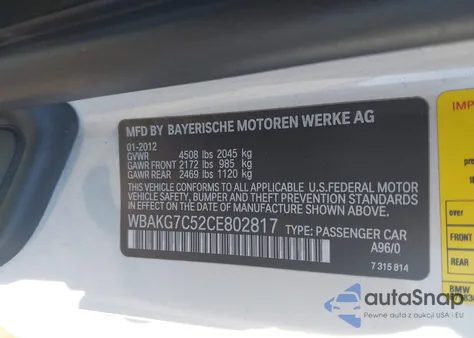 MFD BY BAYERISCHE MOTOREN WERKE AG
01-2012
GVWR 4508 lbs 2045 kg
GAWR FRONT 2172 lbs 985 kg
GAWR REAR 2469 lbs 1120 kg
THIS VEHICLE CONFORMS TO ALL APPLICABLE U.S.FEDERAL MOTOR
VEHICLE SAFETY, BUMPER, AND THEFT PREVENTION STANDARDS
IN EFFECT ON THE DATE OF MANUFACTURE SHOWN ABOVE.
WBAKG7C52CE802817 TYPE: PASSENGER CAR
A96/0
7 315 814
IMP
FRONT
REAR
BMW
autoSnap
Pewne auta z aukcji USA i EU